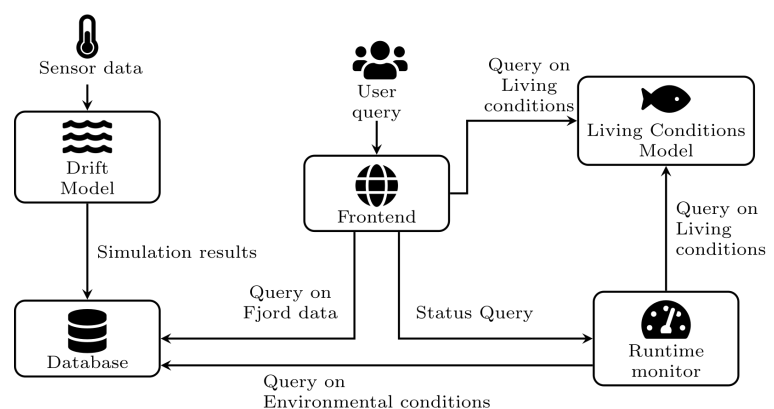 Sensor data
User
query
Query on
Living
conditions
Living Conditions
Model
Drift
Model
Frontend
Query on
Living
conditions
Simulation results
Query on
Fjord data
Status Query
Database
Runtime
monitor
Query on
Environmental conditions